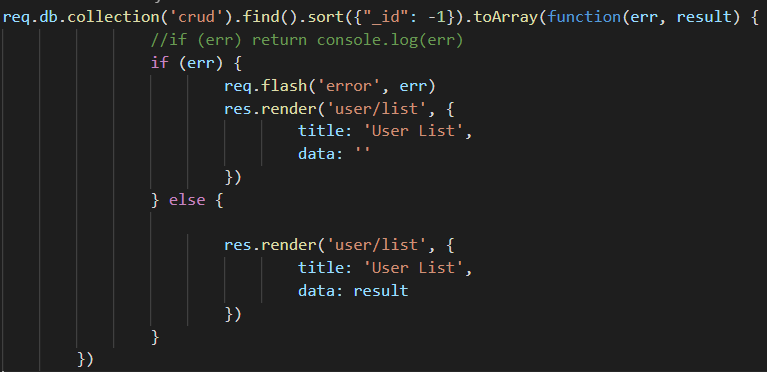 req.db.collection('crud').find().sort({"_id": -1}).toArray(function(err, result) {
//if (err) return console.log(err)
if (err) {
req.flash('error', err)
res.render('user/list', {
title: 'User List',
data: ''
})
} else {
res.render('user/list', {
title: 'User List',
data: result
})
}
})